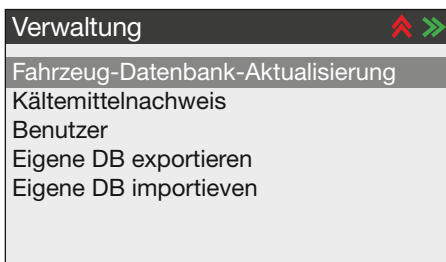 Verwaltung
Fahrzeug-Datenbank-Aktualisierung
Kältemittelnachweis
Benutzer
Eigene DB exportieren
Eigene DB importieven